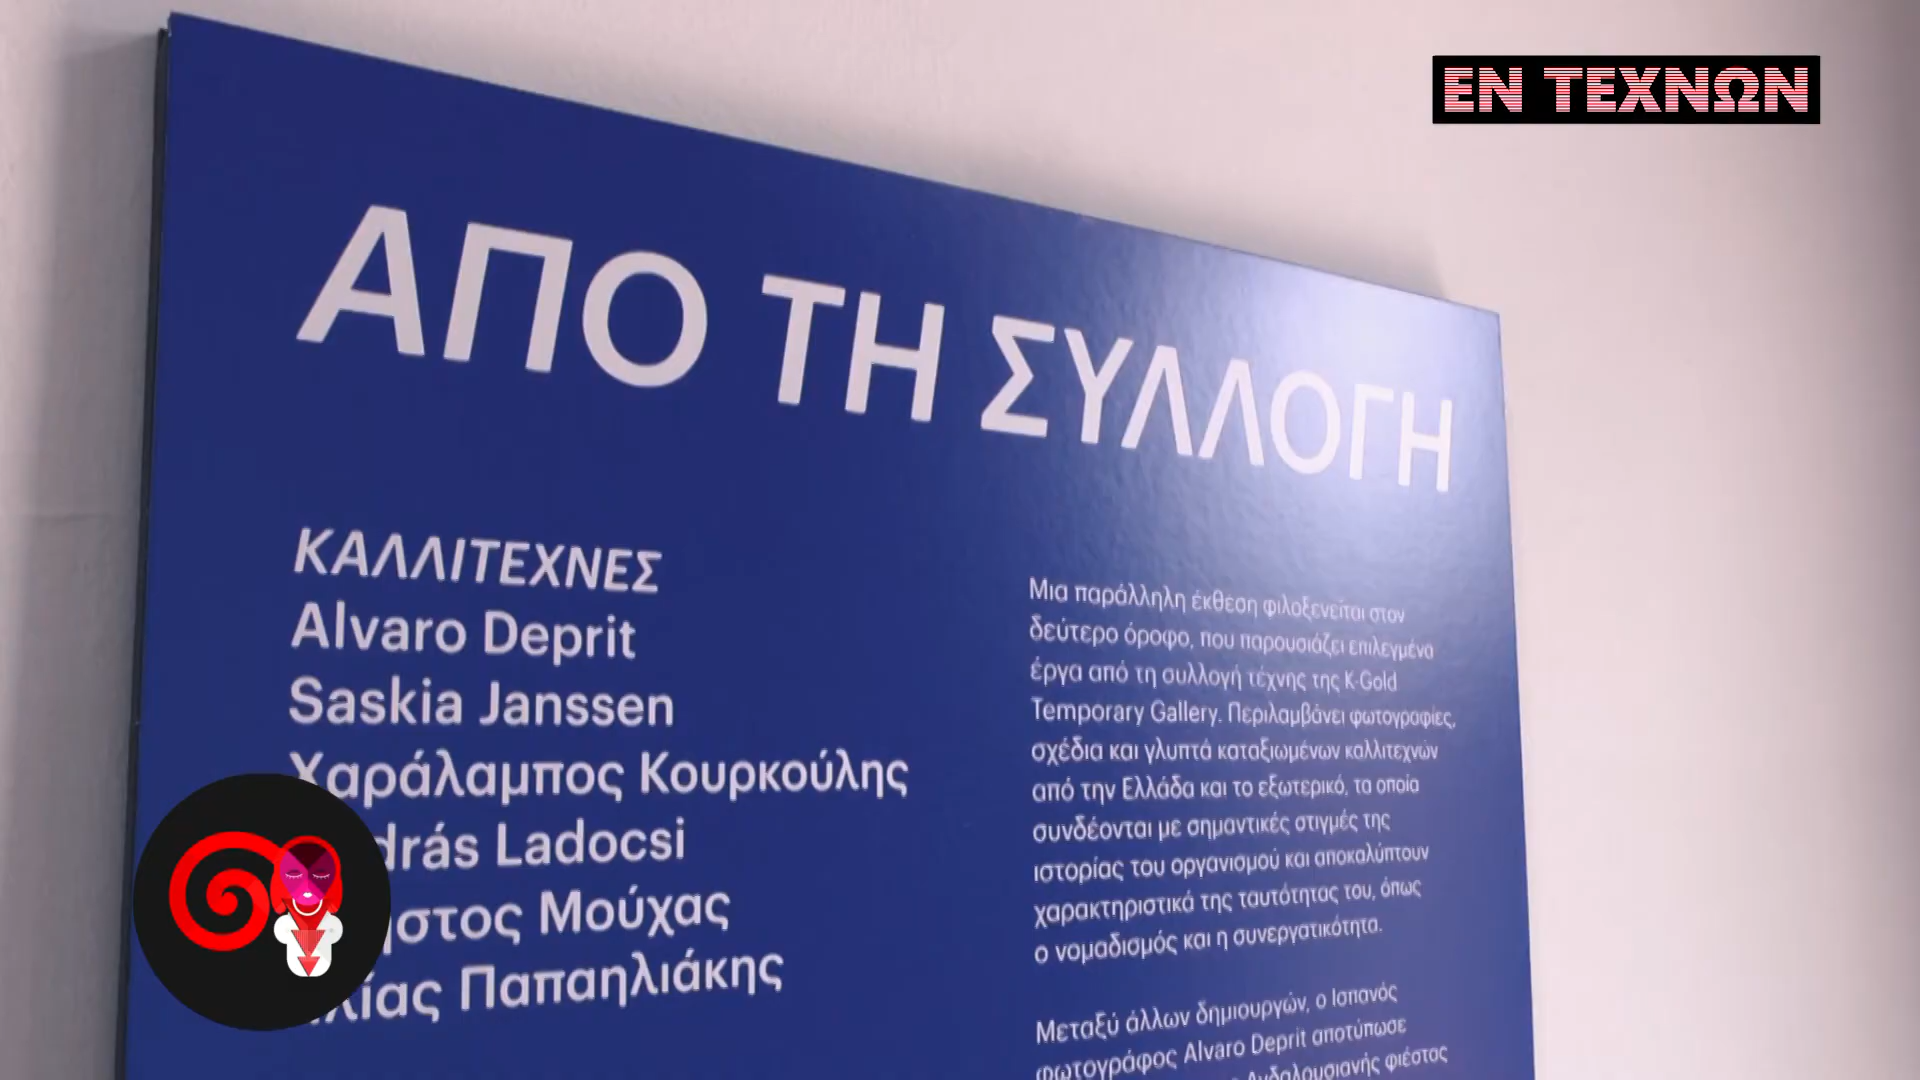 ΕΝ ΤΕΧΝΩΝ
ΑΠΟ ΤΗ ΣΥΛΛΟΓΗ
ΚΑΛΛΙΤΕΧΝΕΣ
Alvaro Deprit
Saskia Janssen
Χαράλαμπος Κουρκούλης
Ladocsi
Μούχας
Παπαηλιάκης
Μια παράλληλη έκθεση φιλοξενείται στον
δεύτερο όροφο, που παρουσιάζει επιλεγμένα
έργα από τη συλλογή τέχνης της K-Gold
Temporary Gallery. Περιλαμβάνει φωτογραφίες,
σχέδια και γλυπτά καταξιωμένων καλλιτεχνών
από την Ελλάδα και το εξωτερικό, τα οποία
συνδέονται με σημαντικές στιγμές της
ιστορίας του οργανισμού και αποκαλύπτουν
χαρακτηριστικά της ταυτότητας του, όπως
ο νομαδισμός και η συνεργατικότητα.
Μεταξύ άλλων δημιουργών, ο Ισπανός
φωτογράφος Alvaro Deprit αποτύπωσε
Ανδαλουσιανής φιέστας